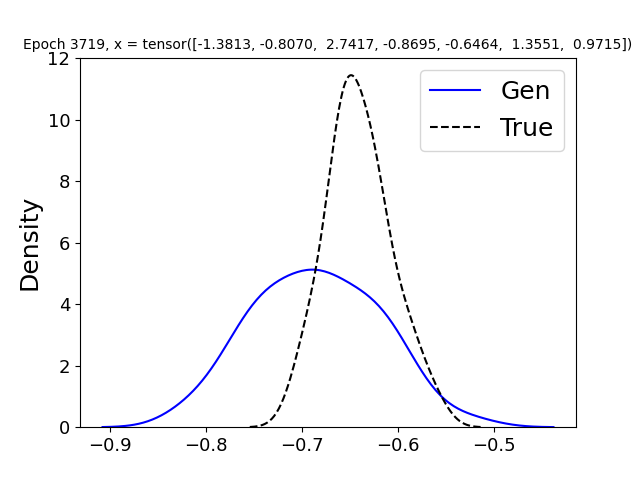 Epoch 3719, x = tensor([-1.3813, -0.8070,  2.7417, -0.8695, -0.6464,  1.3551,  0.9715])
12
Gen
True
10
8
6
4
2
0
Density
−0.9 −0.8 −0.7 −0.6 −0.5